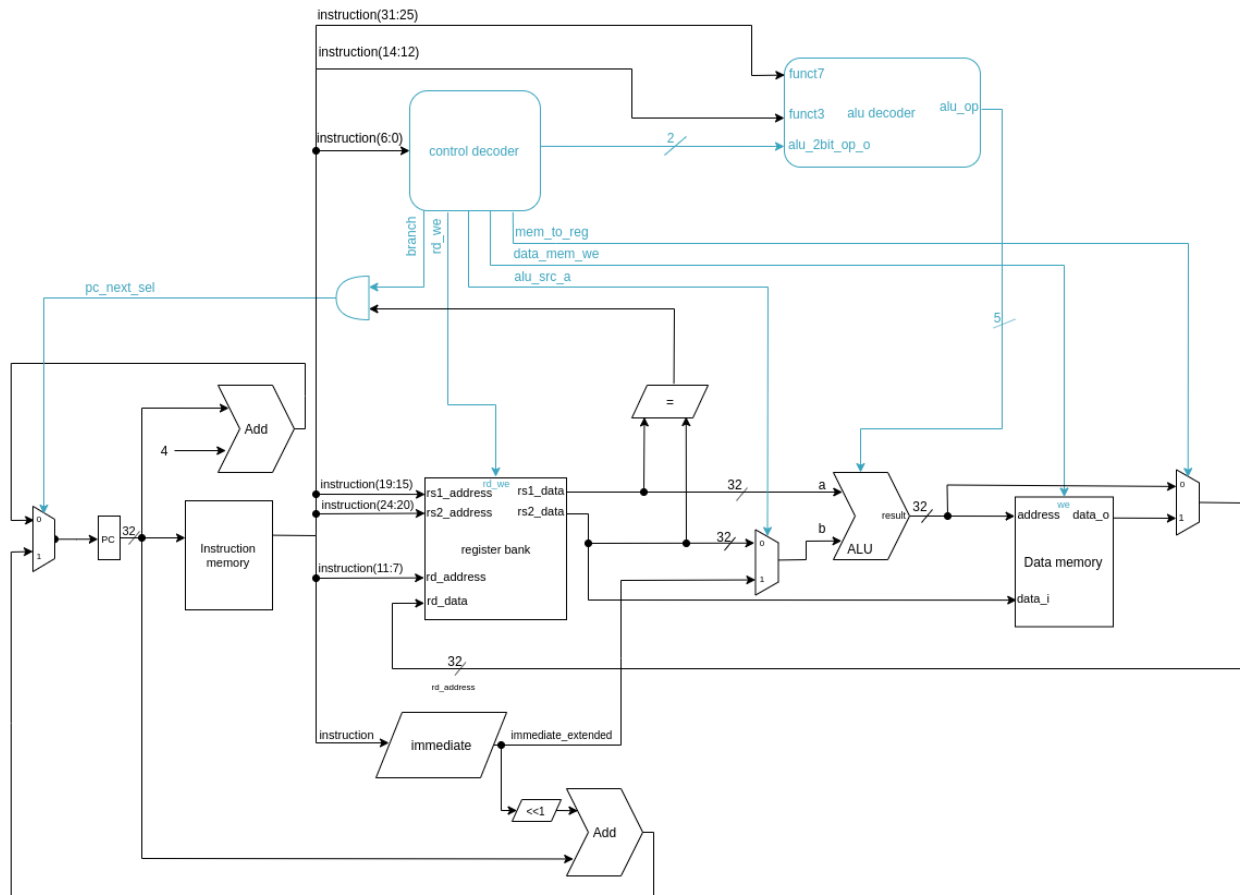 instruction(31:25)
instruction(14:12)
funct7
funct3
alu decoder
alu_op
alu_2bit_op_o
instruction(6:0)
control decoder
2
branch
rd_we
mem_to_reg
data_mem_we
alu_src_a
pc_next_sel
5
=
Add
4
instruction(19:15)
instruction(24:20)
rd_we
rs1_address
rs2_address
rs1_data
rs2_data
register bank
instruction(11:7)
rd_address
rd_data
32
a
b
32
0
1
ALU
result
32
we
address
data_o
Data memory
data_i
0
1
0
1
PC
32
Instruction
memory
32
rd_address
instruction
immediate
immediate_extended
<<1
Add